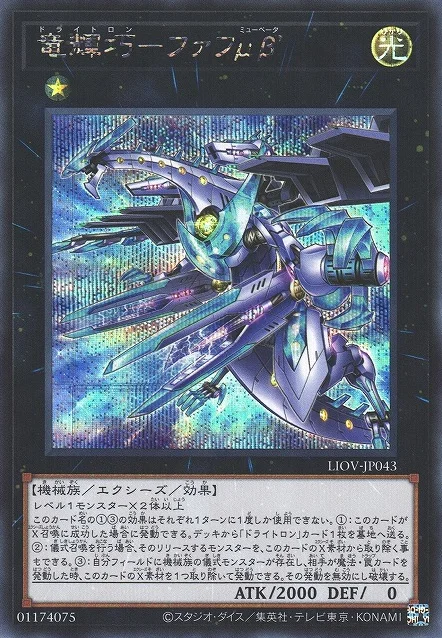 ドライトロン ミューベータ
竜輝巧－ファフμβ’
光
LIOV-JP043
【機械族／エクシーズ／効果】
レベル１モンスター×２体以上
このカード名の①③の効果はそれぞれ１ターンに１度しか使用できない。①：このカードが
X召喚に成功した場合に発動できる。デッキから「ドライトロン」カード１枚を墓地へ送る。
②：儀式召喚を行う場合、そのリリースするモンスターを、このカードのX素材から取り除く事
もできる。③：自分フィールドに機械族の儀式モンスターが存在し、相手が魔法・罠カードを
発動した時、このカードのX素材を１つ取り除いて発動できる。その発動を無効にし破壊する。
ATK/2000 DEF/ 0
01174075 ©スタジオ・ダイス／集英社・テレビ東京・KONAMI